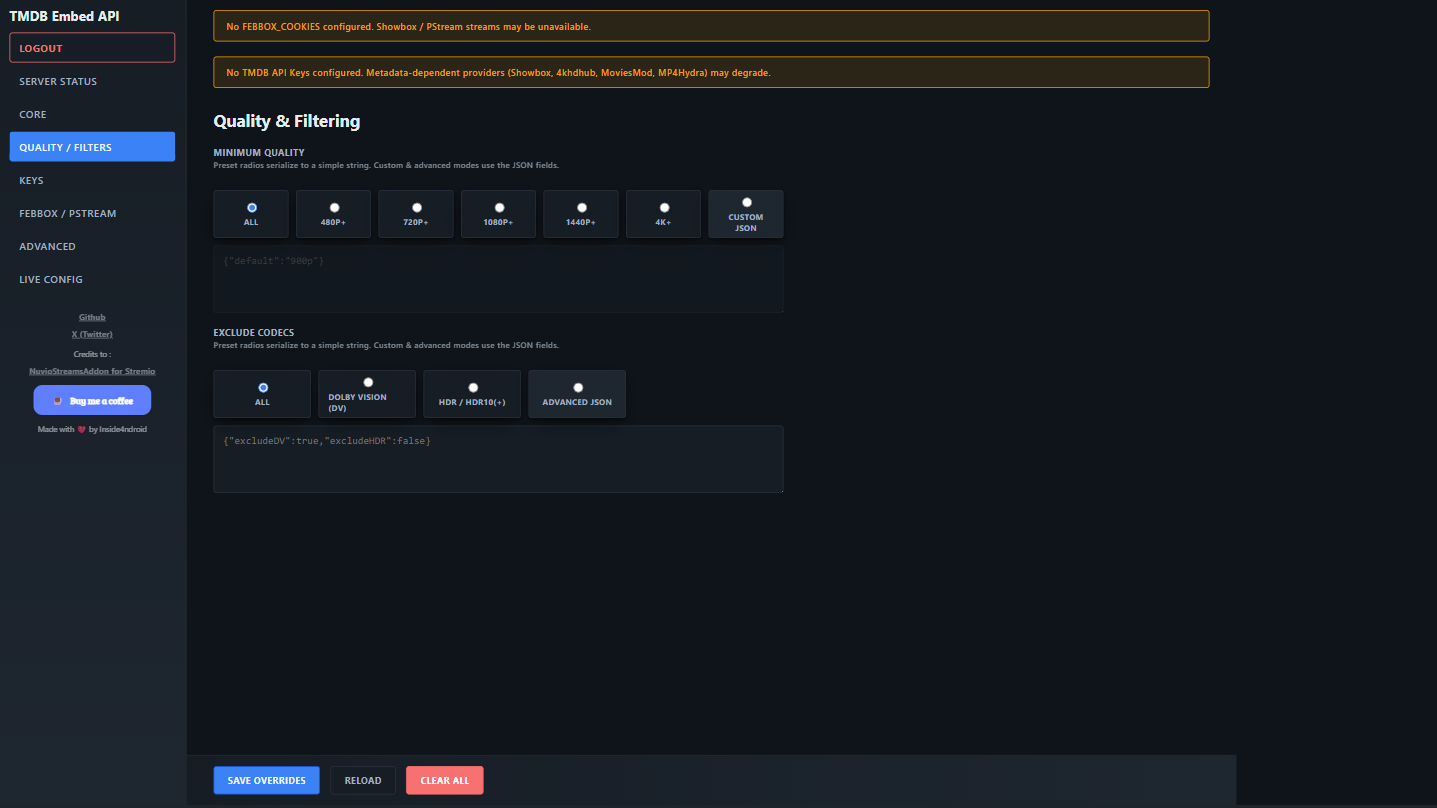 TMDB Embed API
LOGOUT
SERVER STATUS
CORE
QUALITY / FILTERS
KEYS
FEBBOX / PSTREAM
ADVANCED
LIVE CONFIG
Github
X (Twitter)
Credits to :
NuvioStreamsAddon for Stremio
Buy me a coffee
Made with ❤️ by Inside4ndroid
No FEBBOX_COOKIES configured. Showbox / PStream streams may be unavailable.
No TMDB API Keys configured. Metadata-dependent providers (Showbox, 4khdhub, MoviesMod, MP4Hydra) may degrade.
Quality & Filtering
MINIMUM QUALITY
Preset radios serialize to a simple string. Custom & advanced modes use the JSON fields.
ALL
480P+
720P+
1080P+
1440P+
4K+
CUSTOM
JSON
{"default":"900p"}
EXCLUDE CODECS
Preset radios serialize to a simple string. Custom & advanced modes use the JSON fields.
ALL
DOLBY VISION
(DV)
HDR / HDR10(+)
ADVANCED JSON
{"excludeDV":true,"excludeHDR":false}
SAVE OVERRIDES
RELOAD
CLEAR ALL